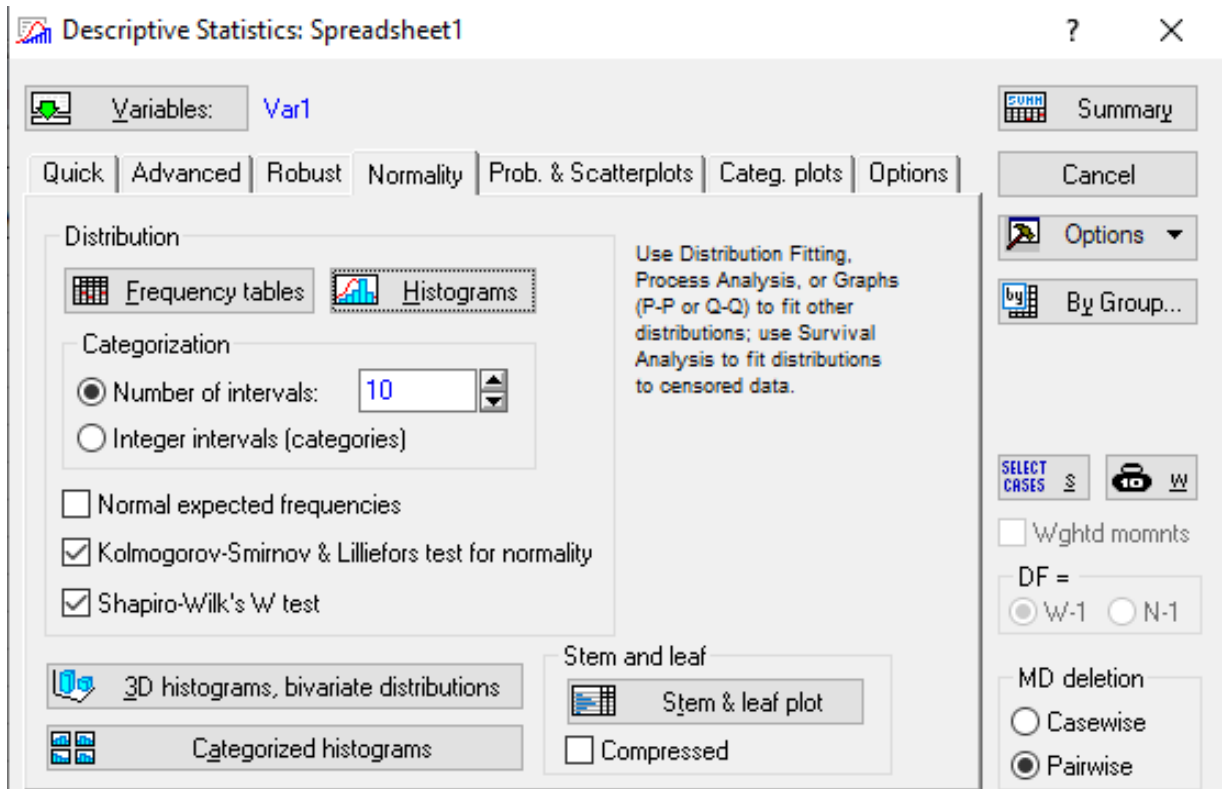 Descriptive Statistics: Spreadsheet1 ?
Variables: Var1
Summary
Quick Advanced Robust Normality Prob. & Scatterplots Categ. plots Options
Cancel
Distribution
Options
Frequency tables Histograms
Use Distribution Fitting,
Process Analysis, or Graphs
(P-P or Q-Q) to fit other
distributions; use Survival
Analysis to fit distributions
to censored data.
by By Group...
Categorization
Number of intervals: 10
Integer intervals (categories)
SELECT
CASES S
W
Normal expected frequencies
Wghtd momnts
Kolmogorov-Smirnov & Lilliefors test for normality
DF =
Shapiro-Wilk's W test
W-1 N-1
Stem and leaf
MD deletion
3D histograms, bivariate distributions
Stem & leaf plot
Casewise
Categorized histograms
Compressed
Pairwise